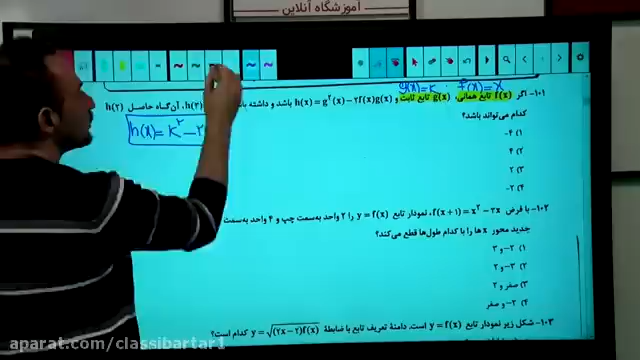 آموزشگاه آنلاین
g(x)=k ; f(x)=x
۱۰۱- اگر f(x) تابع همانی، g(x) تابع ثابت و h(x) = g²(x) − ۲f(x)g(x) باشد و داشته h(۲)، آن‌گاه حاصل h(۲)
کدام می‌تواند باشد؟
h(x)= k² − ۲
۱) ۴-
۲) ۴
۳) ۲
۴) ۲-
۱۰۲- با فرض f(x+۱) = x² − ۲x، نمودار تابع y = f(x) را ۲ واحد به‌سمت چپ و ۴ واحد به‌سمت
جدید محور xها را با کدام طول‌ها قطع می‌کند؟
۱) ۲- و ۳
۲) ۳- و ۲
۳) صفر و ۲
۴) ۲- و صفر
۱۰۳- شکل زیر نمودار تابع y = f(x) است. دامنهٔ تعریف تابع با ضابطهٔ y = √((۲x−۲)f(x)) کدام است؟
aparat.com/classibartar1